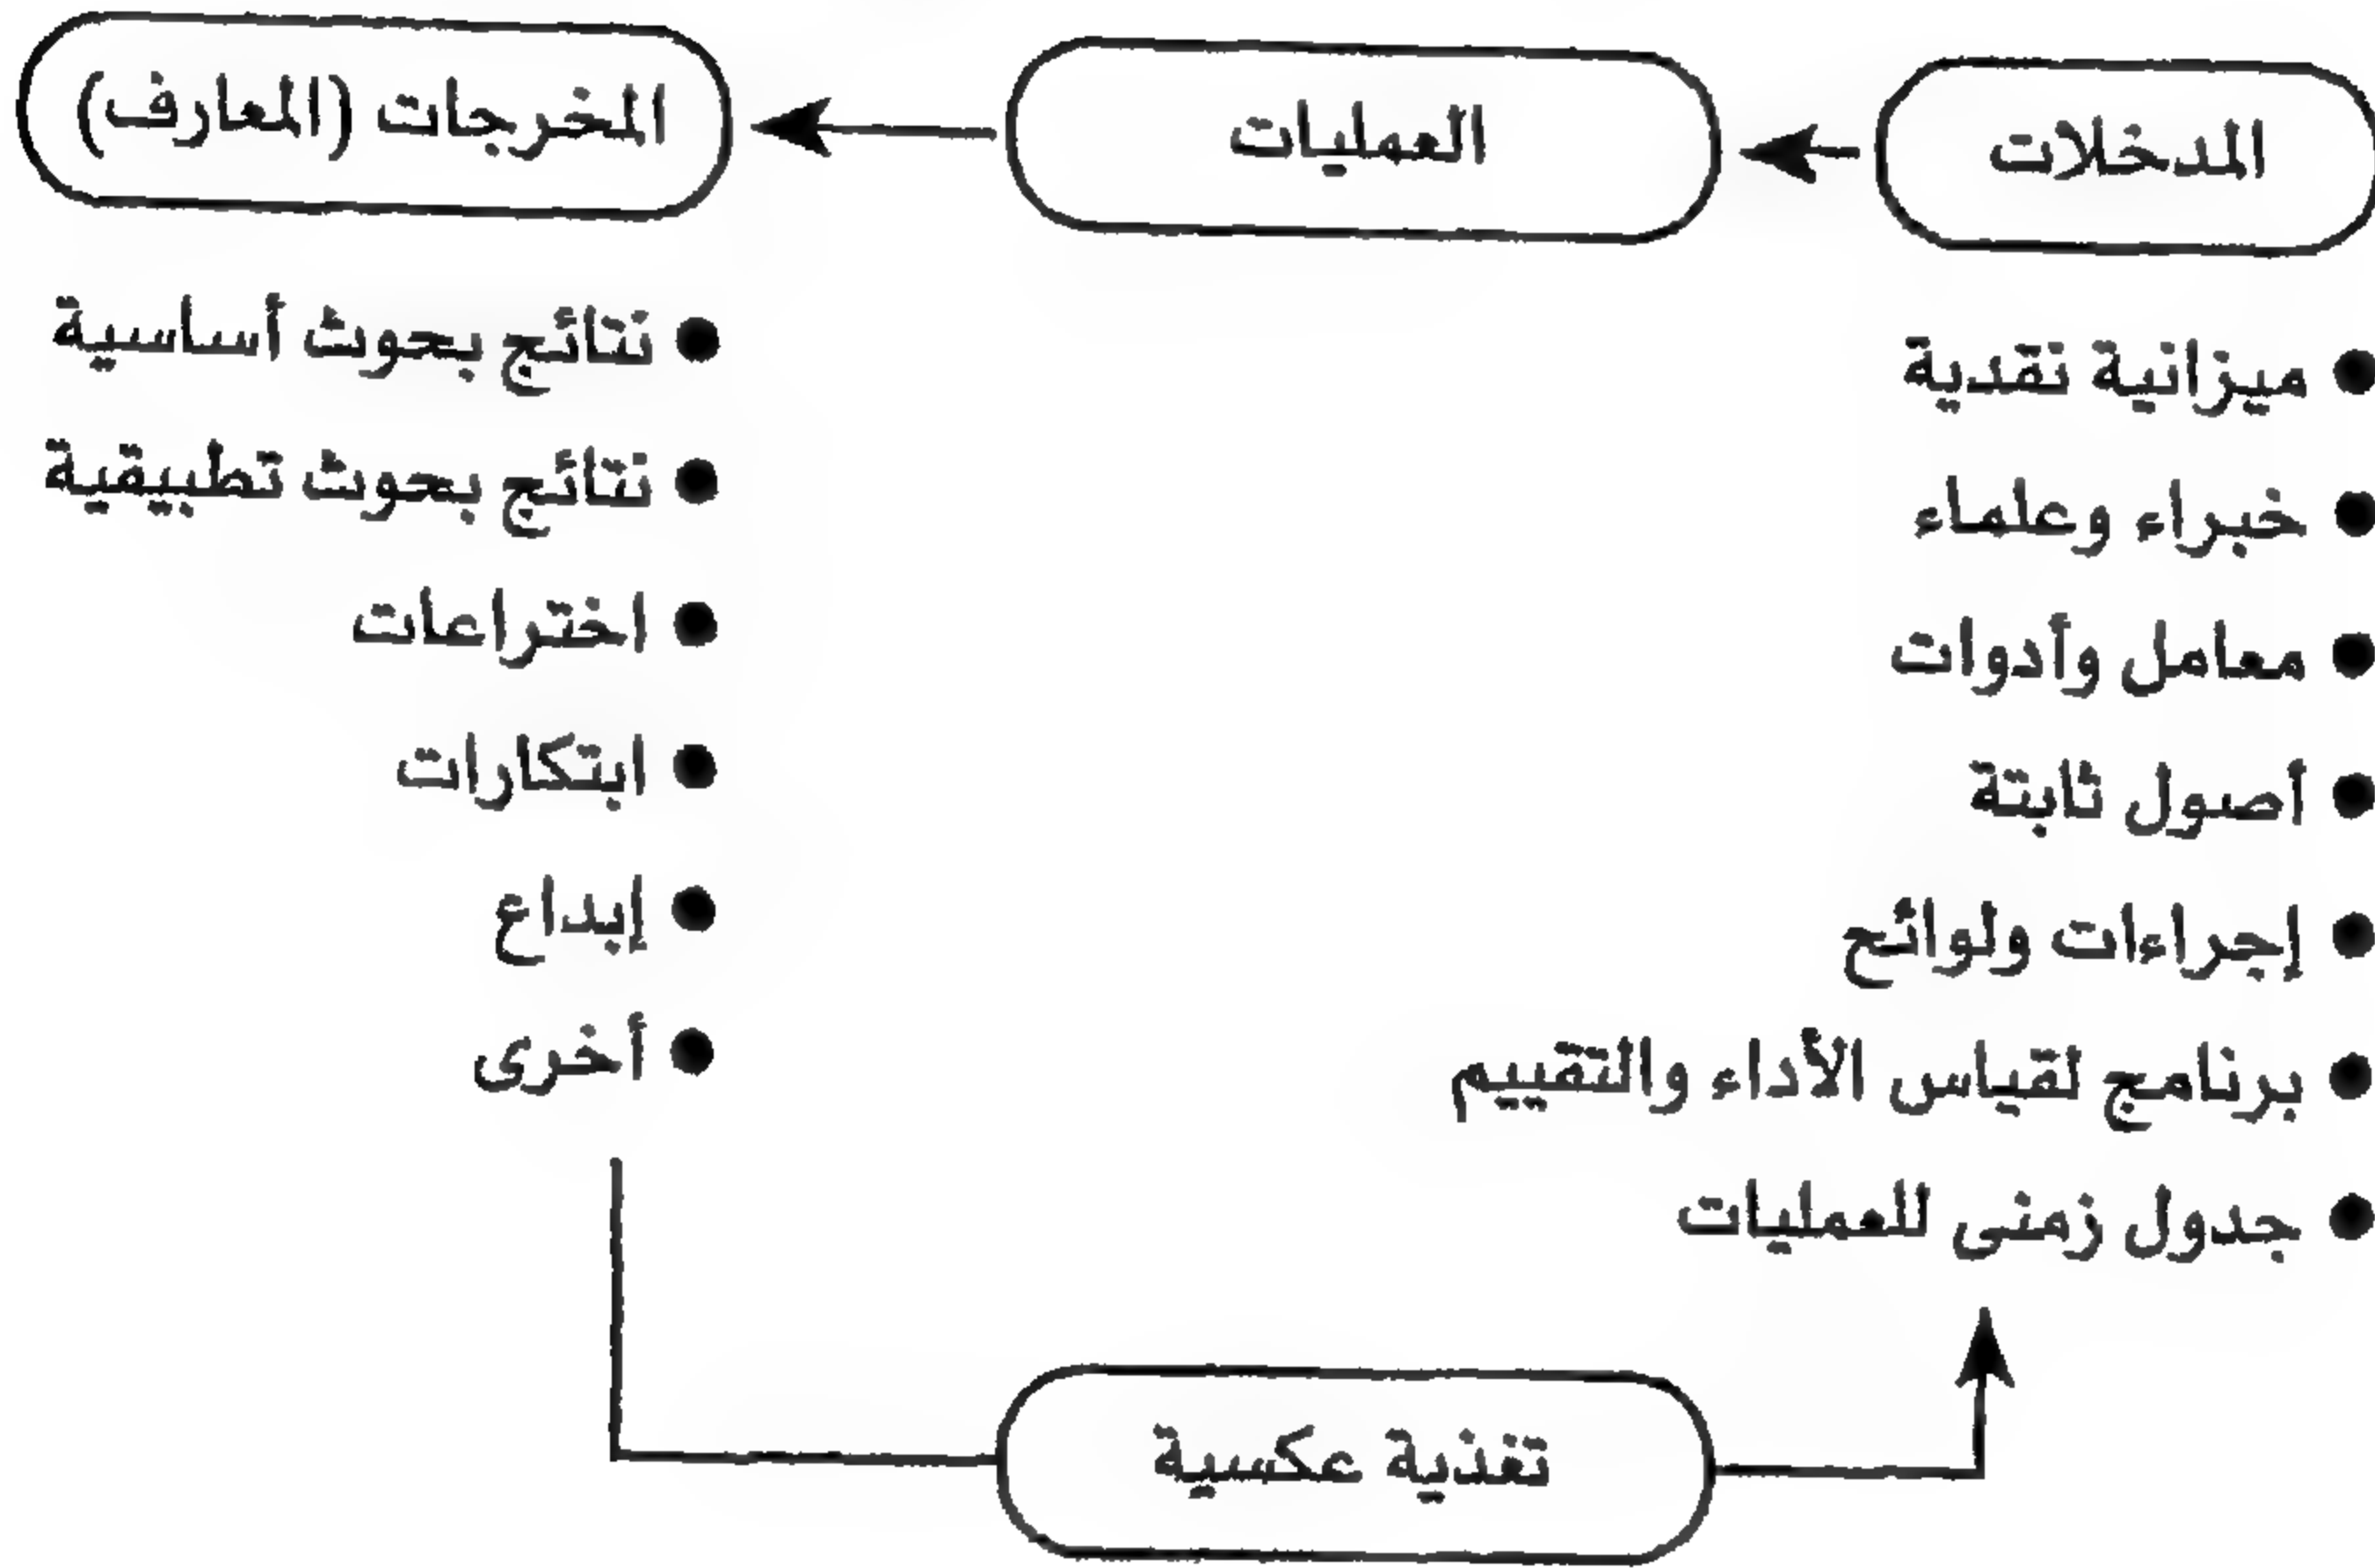 المدخلات
العمليات
المخرجات (المعارف)
● ميزانية نقدية
● خبراء وعلماء
● معامل وأدوات
● أصول ثابتة
● إجراءات ولوائح
● برنامج لقياس الأداء والتقييم
● جدول زمنى للعمليات
● نتائج بحوث أساسية
● نتائج بحوث تطبيقية
● اختراعات
● ابتكارات
● إبداع
● أخرى
تغذية عكسية